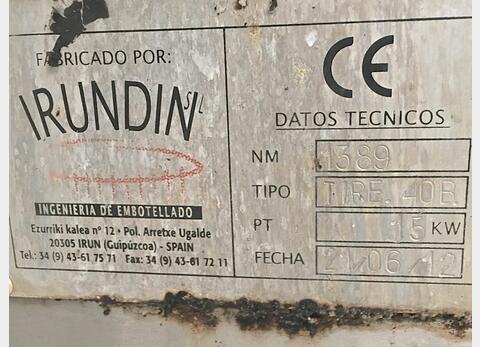 FABRICADO POR:
IRUNDIN SL
INGENIERIA DE EMBOTELLADO
Ezurriki kalea nº 12 • Pol. Arretxe Ugalde
20305 IRUN (Guipúzcoa) - SPAIN
Tel.: 34 (9) 43-61 75 71 Fax: 34 (9) 43-61 72 11
CE
DATOS TECNICOS
NM 1389
TIPO TIRE. 40B
PT 15 KW
FECHA 21/06/12